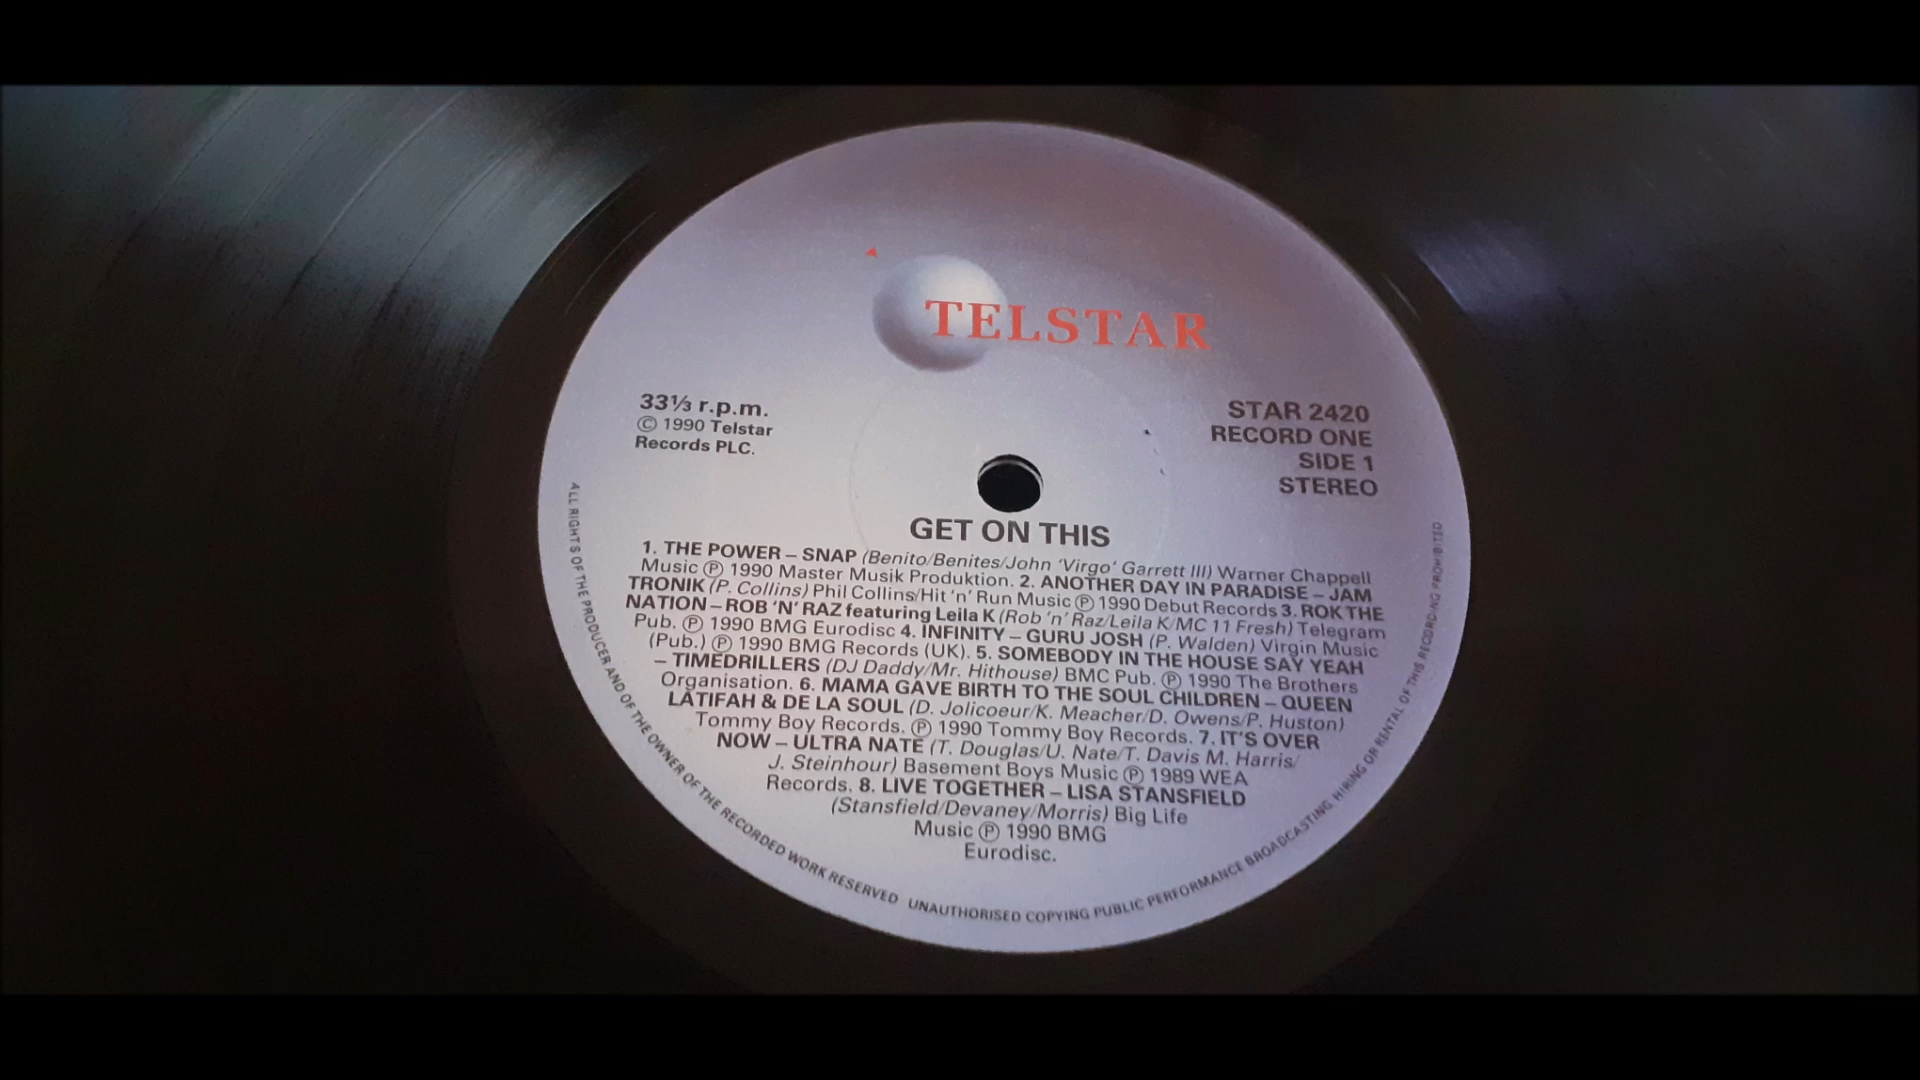 TELSTAR
33⅓ r.p.m.
© 1990 Telstar
Records PLC.
STAR 2420
RECORD ONE
SIDE 1
STEREO
GET ON THIS
1. THE POWER – SNAP (Benito/Benites/John ‘Virgo’ Garrett III) Warner Chappell
Music ℗ 1990 Master Musik Produktion. 2. ANOTHER DAY IN PARADISE – JAM
TRONIK (P. Collins) Phil Collins/Hit ‘n’ Run Music ℗ 1990 Debut Records 3. ROK THE
NATION – ROB ‘N’ RAZ featuring Leila K (Rob ‘n’ Raz/Leila K/MC 11 Fresh) Telegram
Pub. ℗ 1990 BMG Eurodisc 4. INFINITY – GURU JOSH (P. Walden) Virgin Music
(Pub.) ℗ 1990 BMG Records (UK). 5. SOMEBODY IN THE HOUSE SAY YEAH
– TIMEDRILLERS (DJ Daddy/Mr. Hithouse) BMC Pub. ℗ 1990 The Brothers
Organisation. 6. MAMA GAVE BIRTH TO THE SOUL CHILDREN – QUEEN
LATIFAH & DE LA SOUL (D. Jolicoeur/K. Meacher/D. Owens/P. Huston)
Tommy Boy Records. ℗ 1990 Tommy Boy Records. 7. IT'S OVER
NOW – ULTRA NATE (T. Douglas/U. Nate/T. Davis M. Harris/
J. Steinhour) Basement Boys Music ℗ 1989 WEA
Records. 8. LIVE TOGETHER – LISA STANSFIELD
(Stansfield/Devaney/Morris) Big Life
Music ℗ 1990 BMG
Eurodisc.
ALL RIGHTS OF THE PRODUCER AND OF THE OWNER OF THE RECORDED WORK RESERVED UNAUTHORISED COPYING PUBLIC PERFORMANCE BROADCASTING HIRING OR RENTAL OF THIS RECORDING PROHIBITED